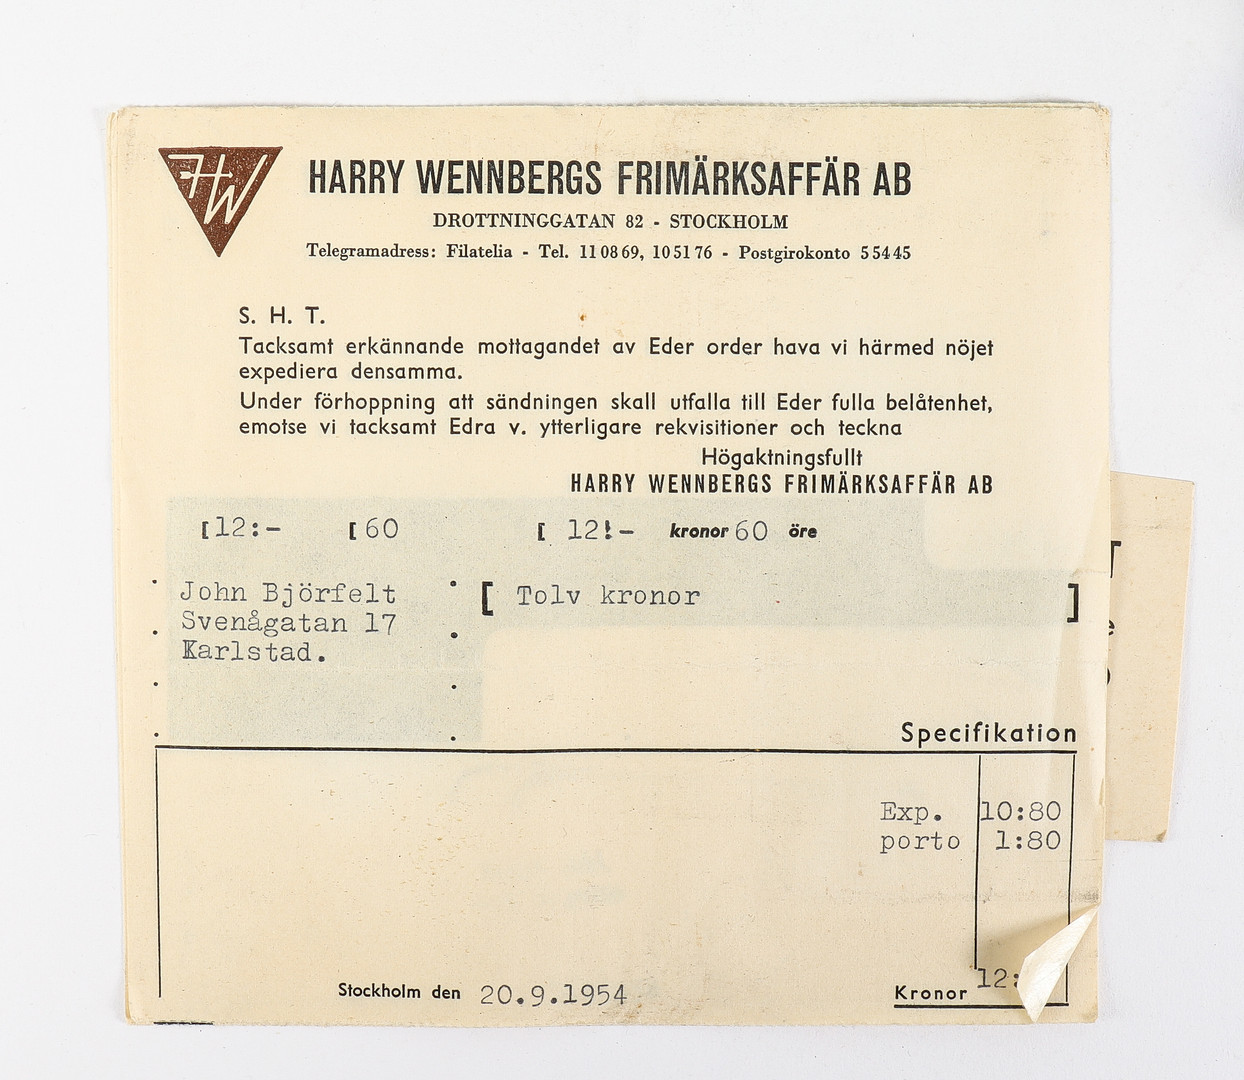 HW
HARRY WENNBERGS FRIMÄRKSAFFÄR AB
DROTTNINGGATAN 82 - STOCKHOLM
Telegramadress: Filatelia - Tel. 11 08 69, 10 51 76 - Postgirokonto 5 54 45
S. H. T.
Tacksamt erkännande mottagandet av Eder order hava vi härmed nöjet
expediera densamma.
Under förhoppning att sändningen skall utfalla till Eder fulla belåtenhet,
emotse vi tacksamt Edra v. ytterligare rekvisitioner och teckna
Högaktningsfullt
HARRY WENNBERGS FRIMÄRKSAFFÄR AB
[12:- [60 [ 12:- kronor 60 öre
John Björfelt
Svenågatan 17
Karlstad.
[ Tolv kronor ]
Specifikation
Exp. 10:80
porto 1:80
Stockholm den 20.9.1954
Kronor 12: